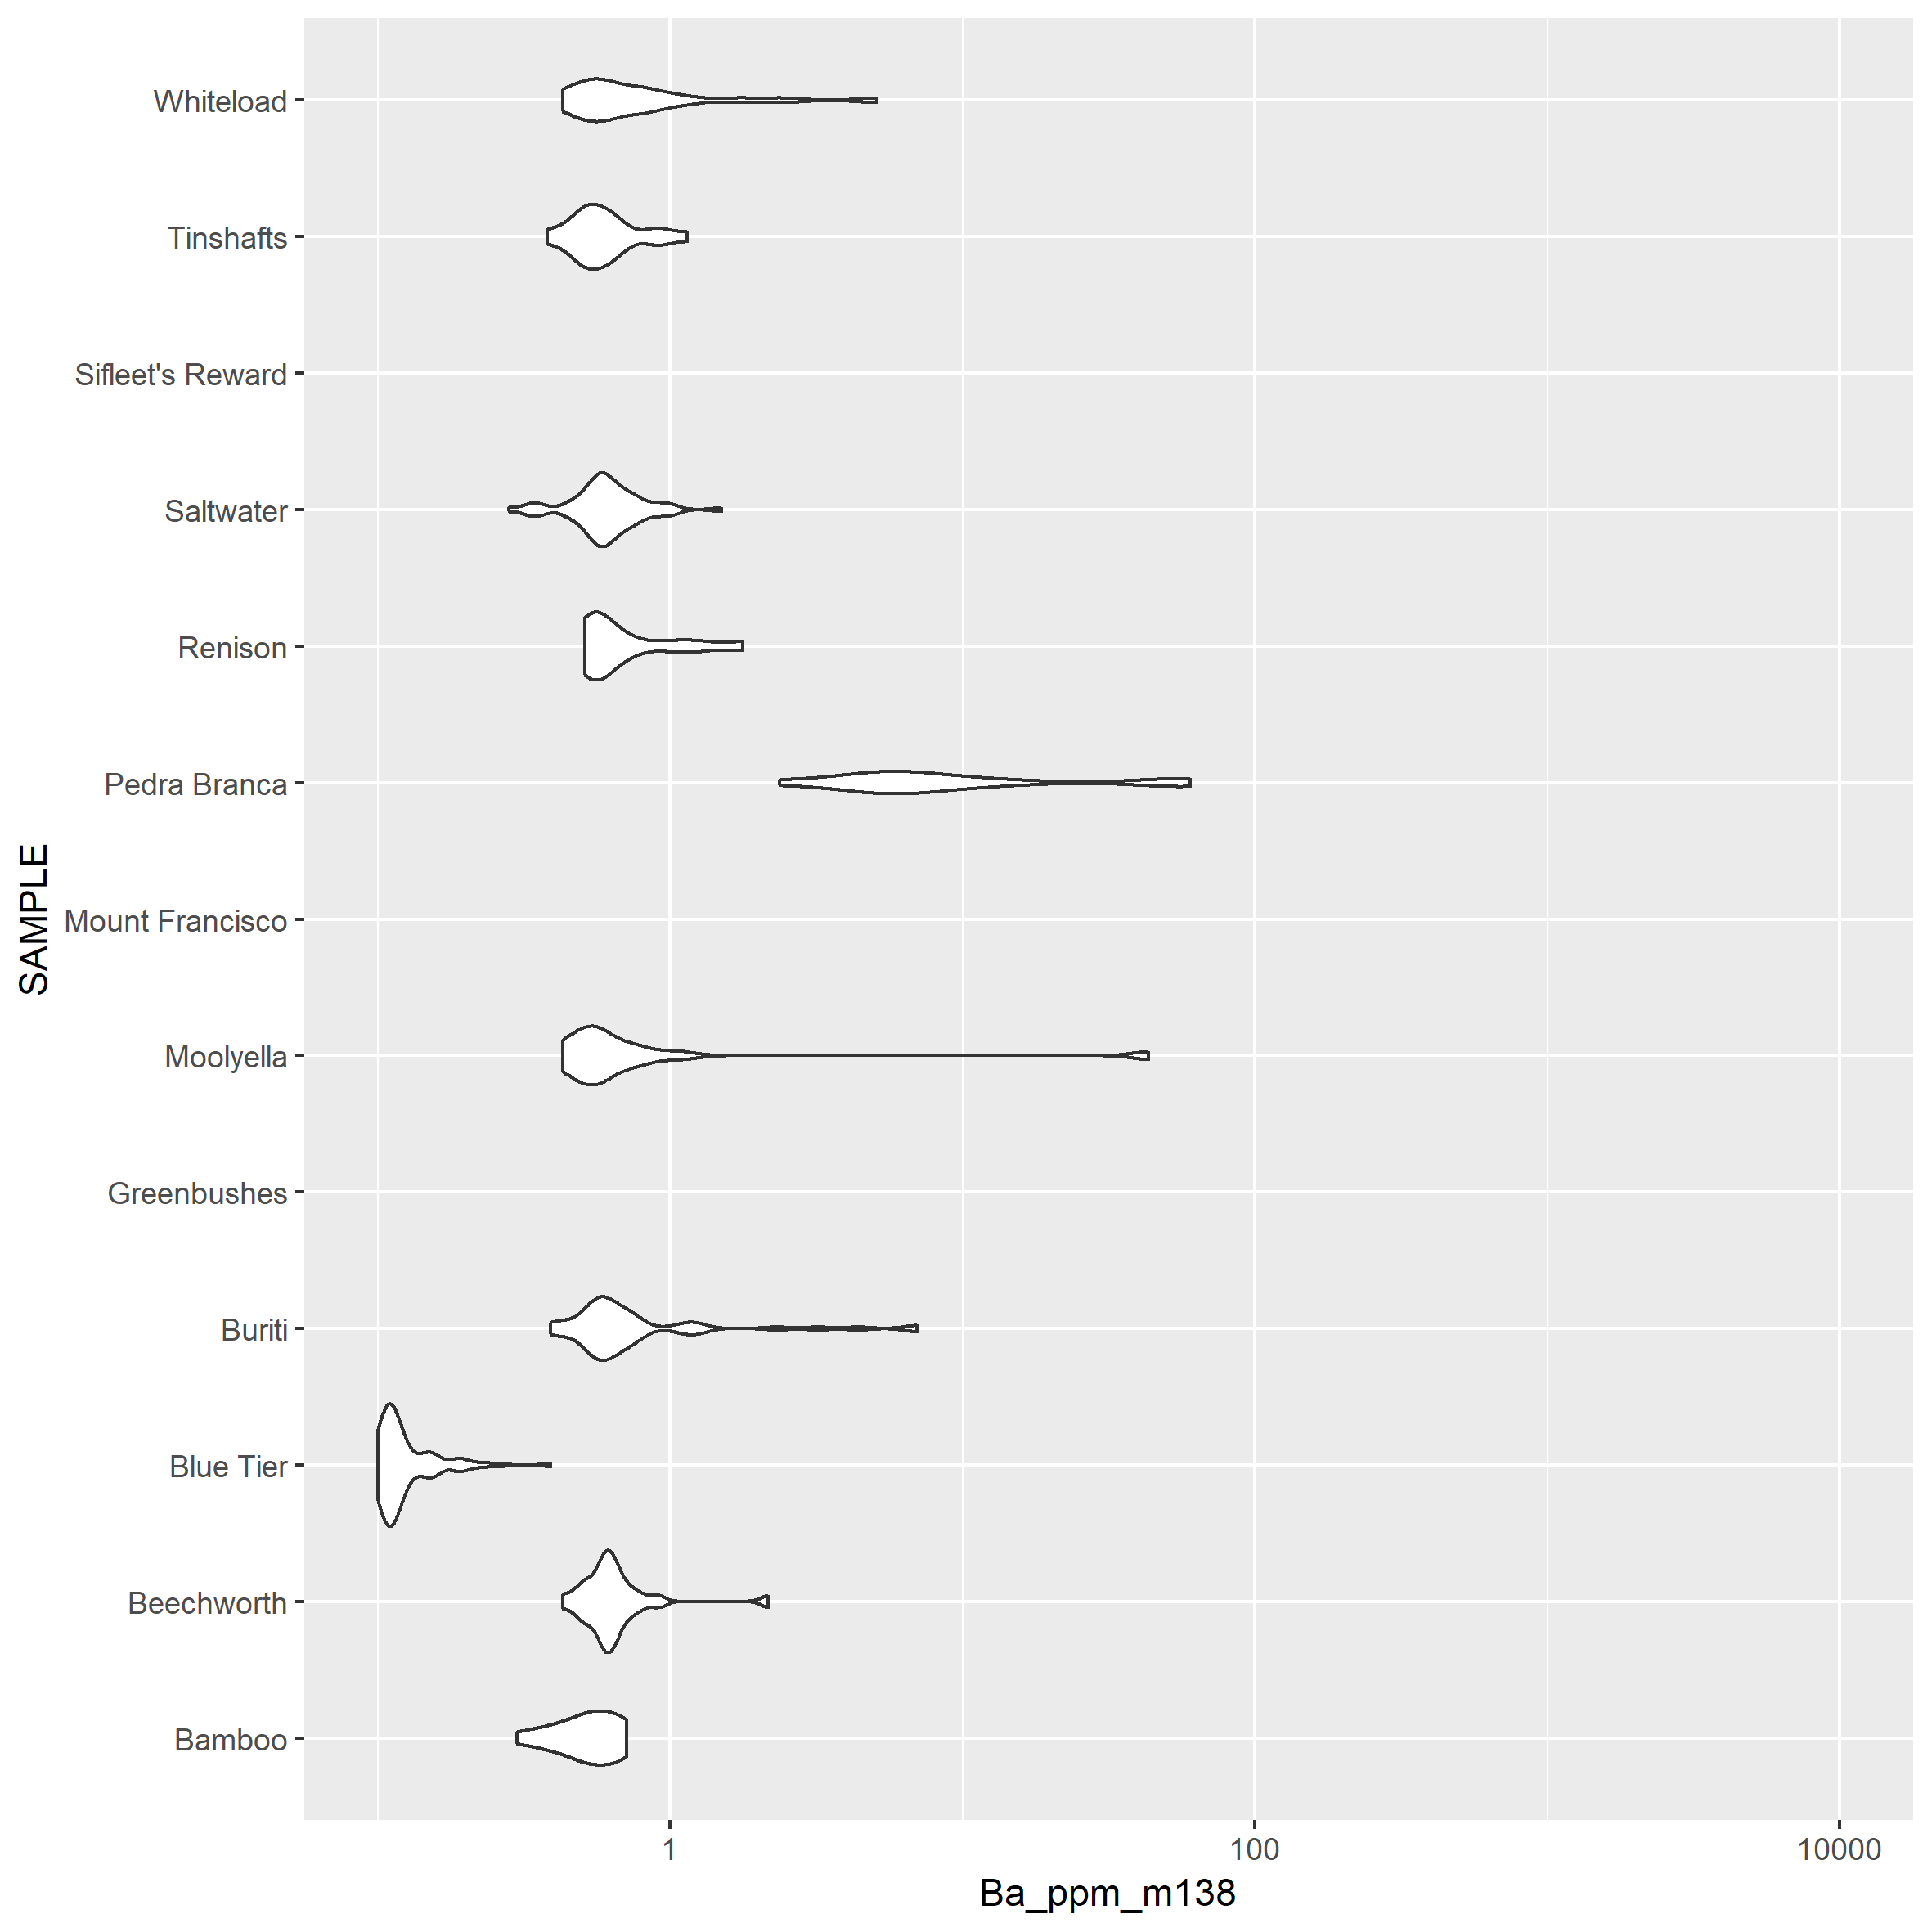 Whiteload
Tinshafts
Sifleet's Reward
Saltwater
Renison
Pedra Branca
Mount Francisco
Moolyella
Greenbushes
Buriti
Blue Tier
Beechworth
Bamboo
SAMPLE
1 100 10000
Ba_ppm_m138